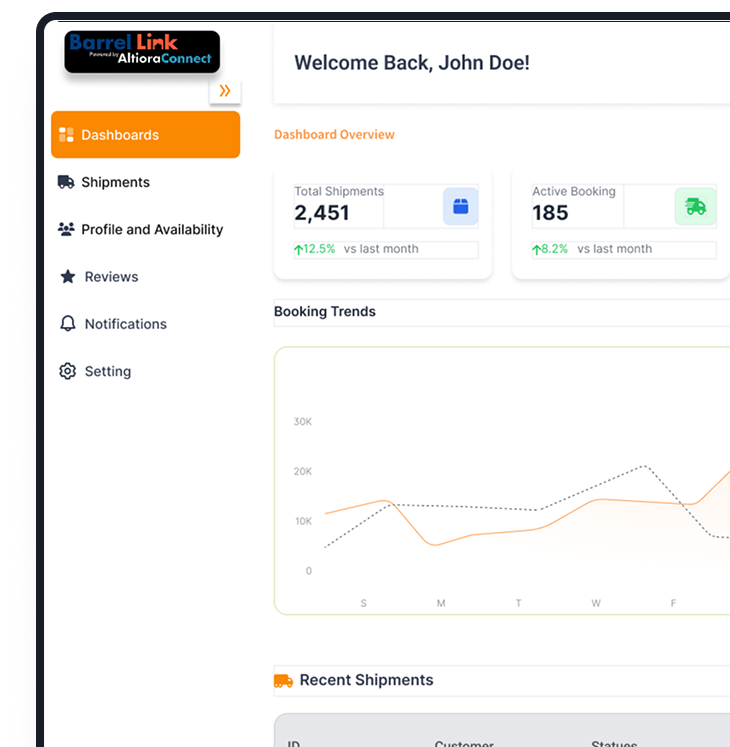 Barrel Link
Powered by AltioraConnect
Dashboards
Shipments
Profile and Availability
Reviews
Notifications
Setting
Welcome Back, John Doe!
Dashboard Overview
Total Shipments
2,451
12.5% vs last month
Active Booking
185
8.2% vs last month
Booking Trends
30K
20K
10K
0
S M T W F
Recent Shipments
ID Customer Statues